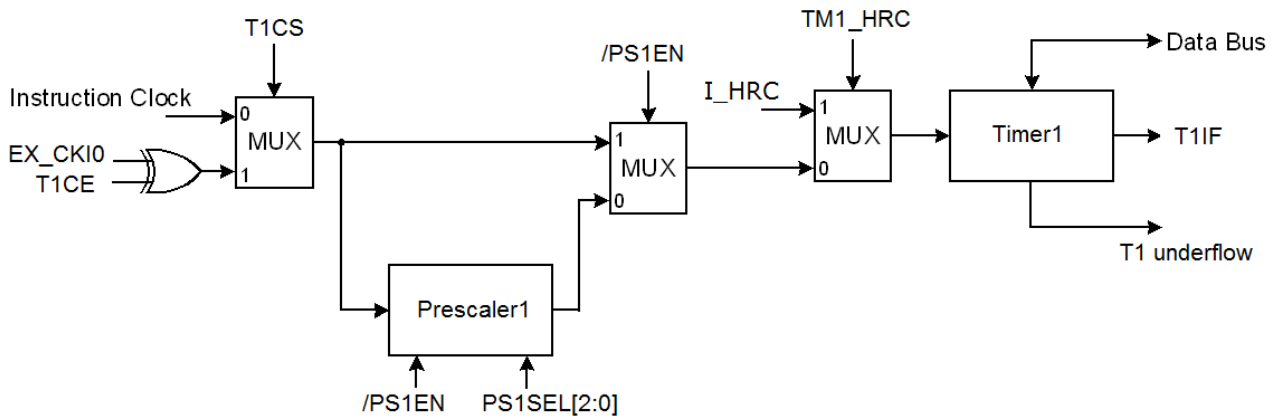 T1CS
TM1_HRC
/PS1EN
Data Bus
Instruction Clock
0
MUX
1
EX_CKI0
T1CE
1
MUX
0
I_HRC
1
MUX
0
Timer1
T1IF
T1 underflow
Prescaler1
/PS1EN
PS1SEL[2:0]